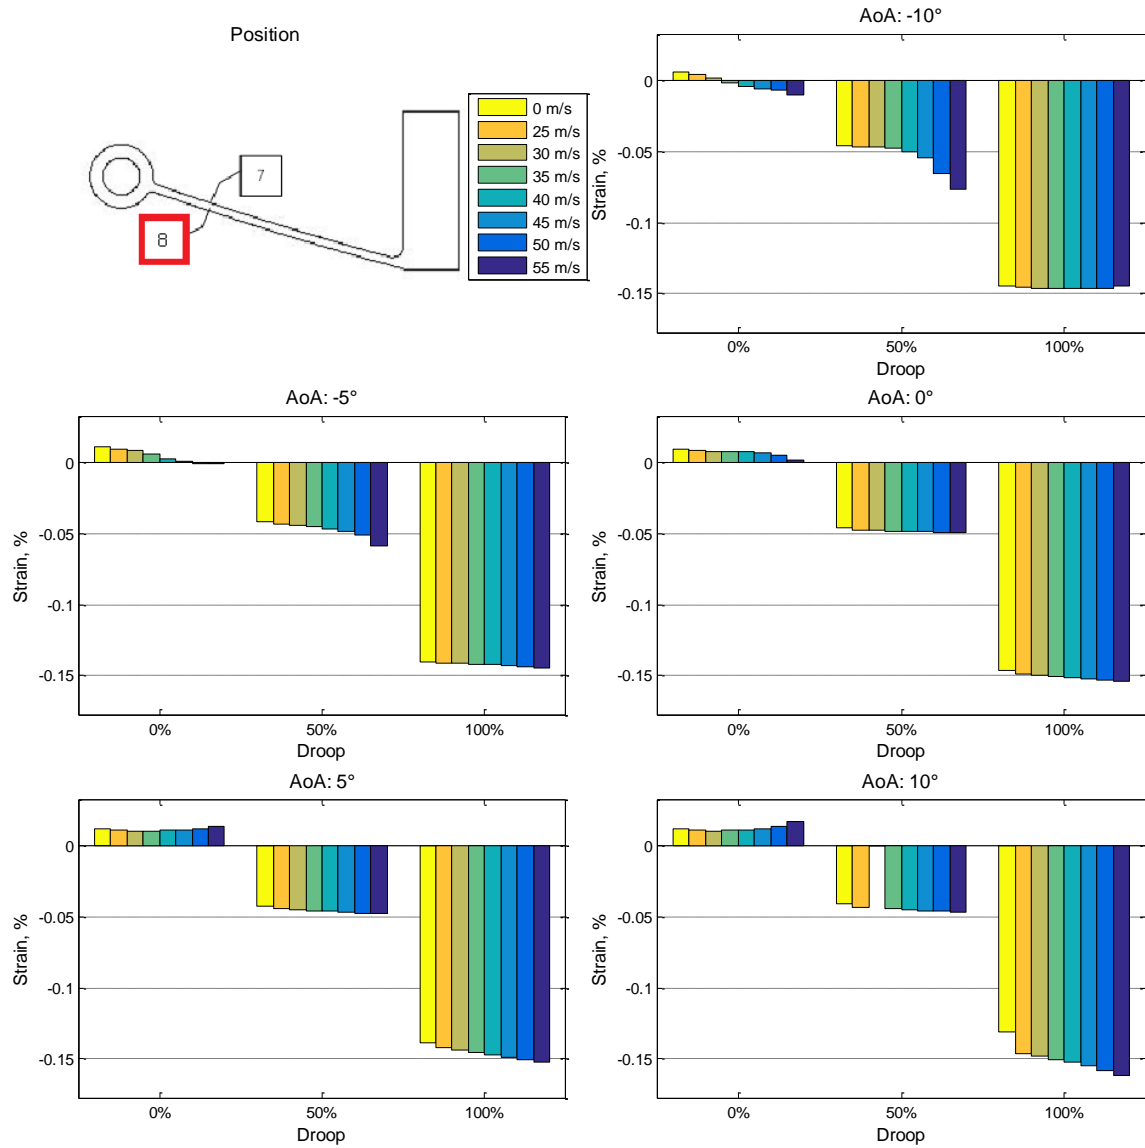 Position
7
8
0 m/s
25 m/s
30 m/s
35 m/s
40 m/s
45 m/s
50 m/s
55 m/s
AoA: -10°
0
-0.05
-0.1
-0.15
Strain, %
0% 50% 100%
Droop
AoA: -5°
0
-0.05
-0.1
-0.15
Strain, %
0% 50% 100%
Droop
AoA: 0°
0
-0.05
-0.1
-0.15
Strain, %
0% 50% 100%
Droop
AoA: 5°
0
-0.05
-0.1
-0.15
Strain, %
0% 50% 100%
Droop
AoA: 10°
0
-0.05
-0.1
-0.15
Strain, %
0% 50% 100%
Droop